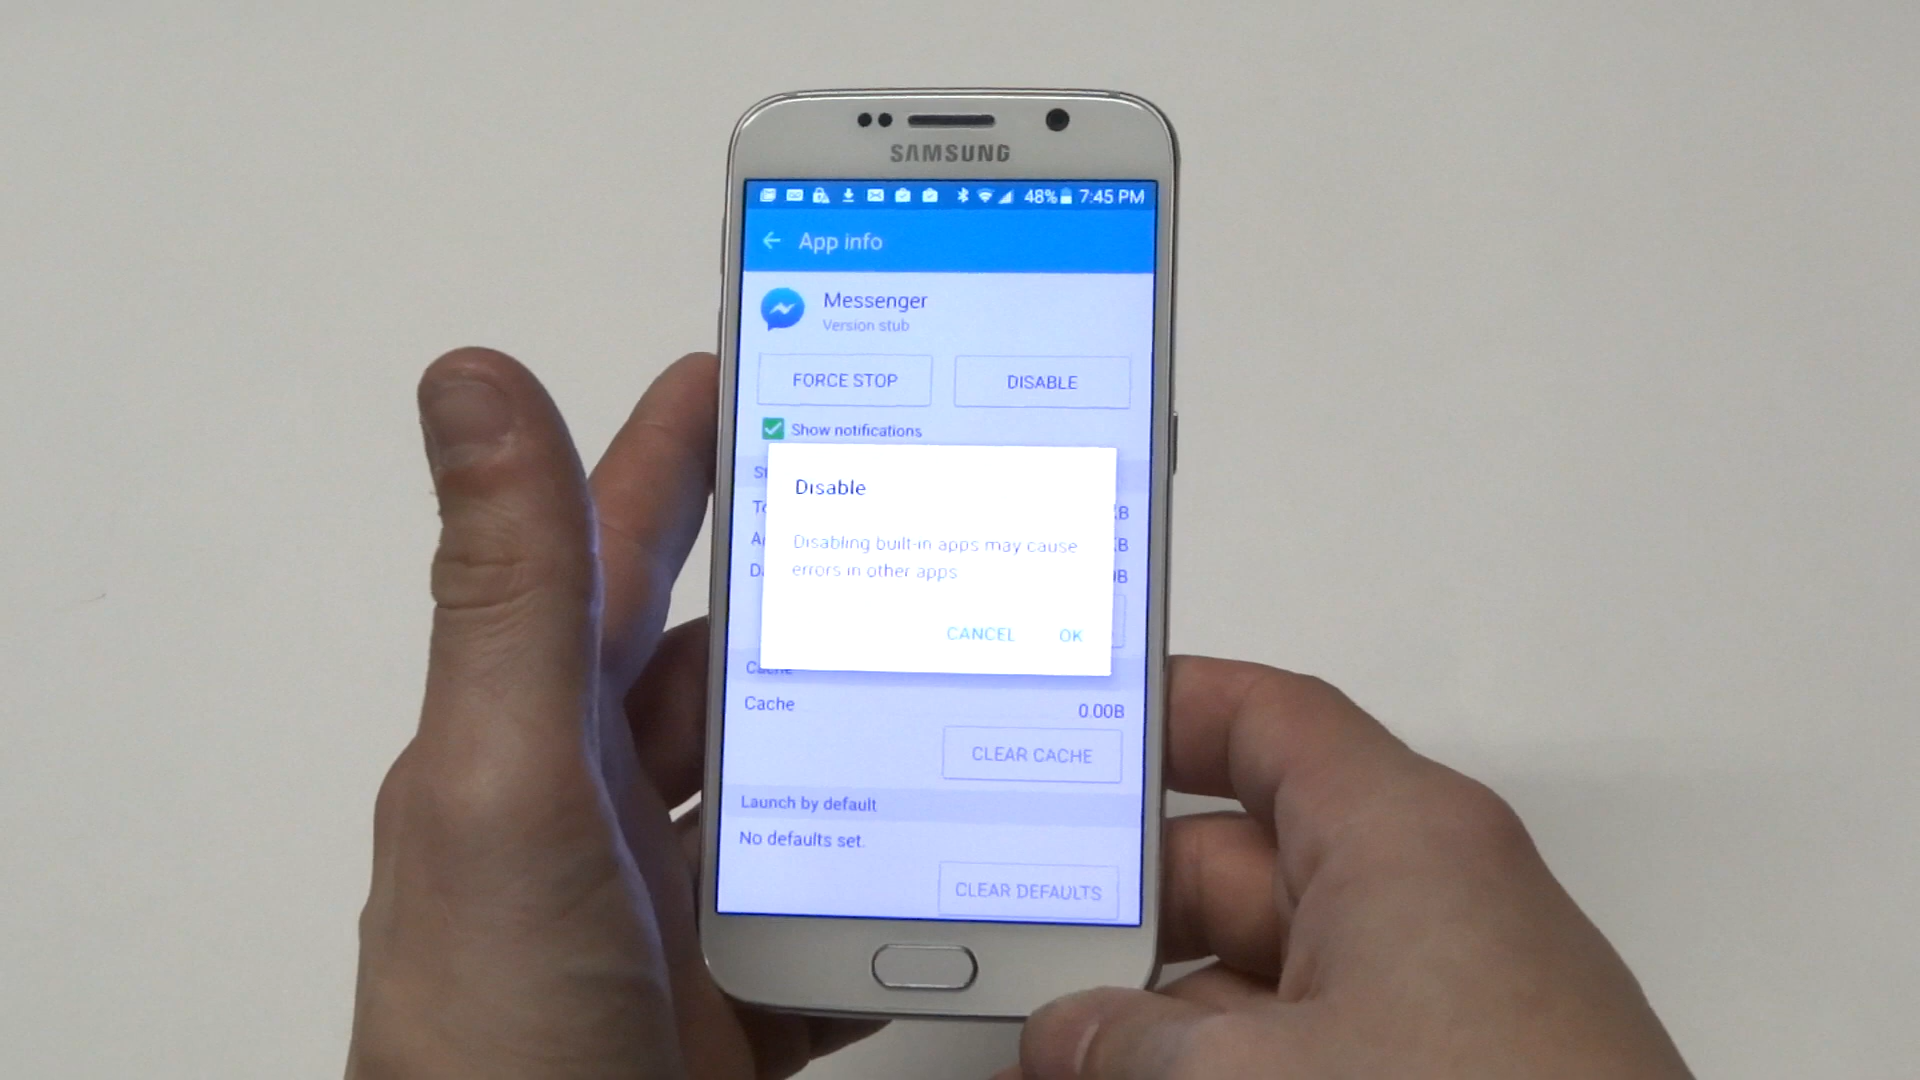 SAMSUNG
48% 7:45 PM
App info
Messenger
Version stub
FORCE STOP
DISABLE
Show notifications
Disable
Disabling built-in apps may cause
errors in other apps
CANCEL OK
Cache
Cache 0.00B
CLEAR CACHE
Launch by default
No defaults set.
CLEAR DEFAULTS